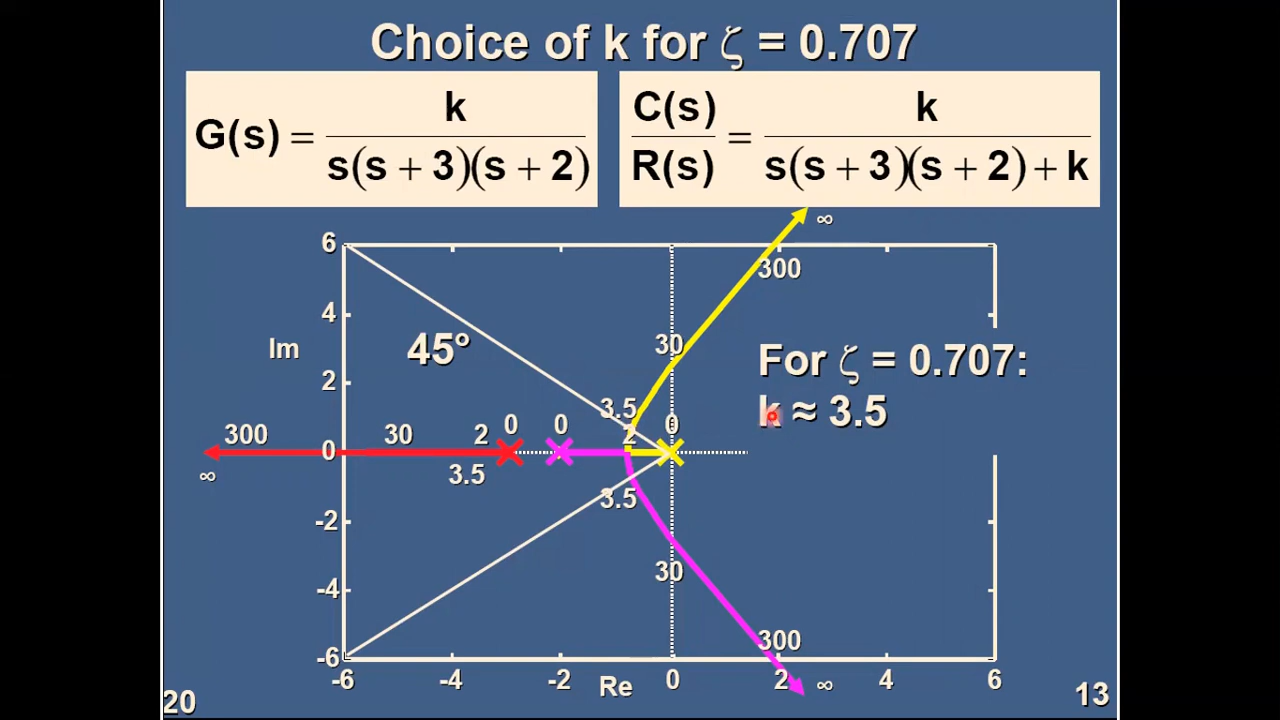 Choice of k for ζ = 0.707
G(s) = k / s(s + 3)(s + 2)
C(s) / R(s) = k / s(s + 3)(s + 2) + k
∞
6
300
4
45°
30
Im
For ζ = 0.707:
2
3.5
k ≈ 3.5
300 30 2 0 0 2 0
0
∞
3.5
3.5
-2
30
-4
300
-6
-6 -4 -2 Re 0 2 ∞ 4 6
20
13